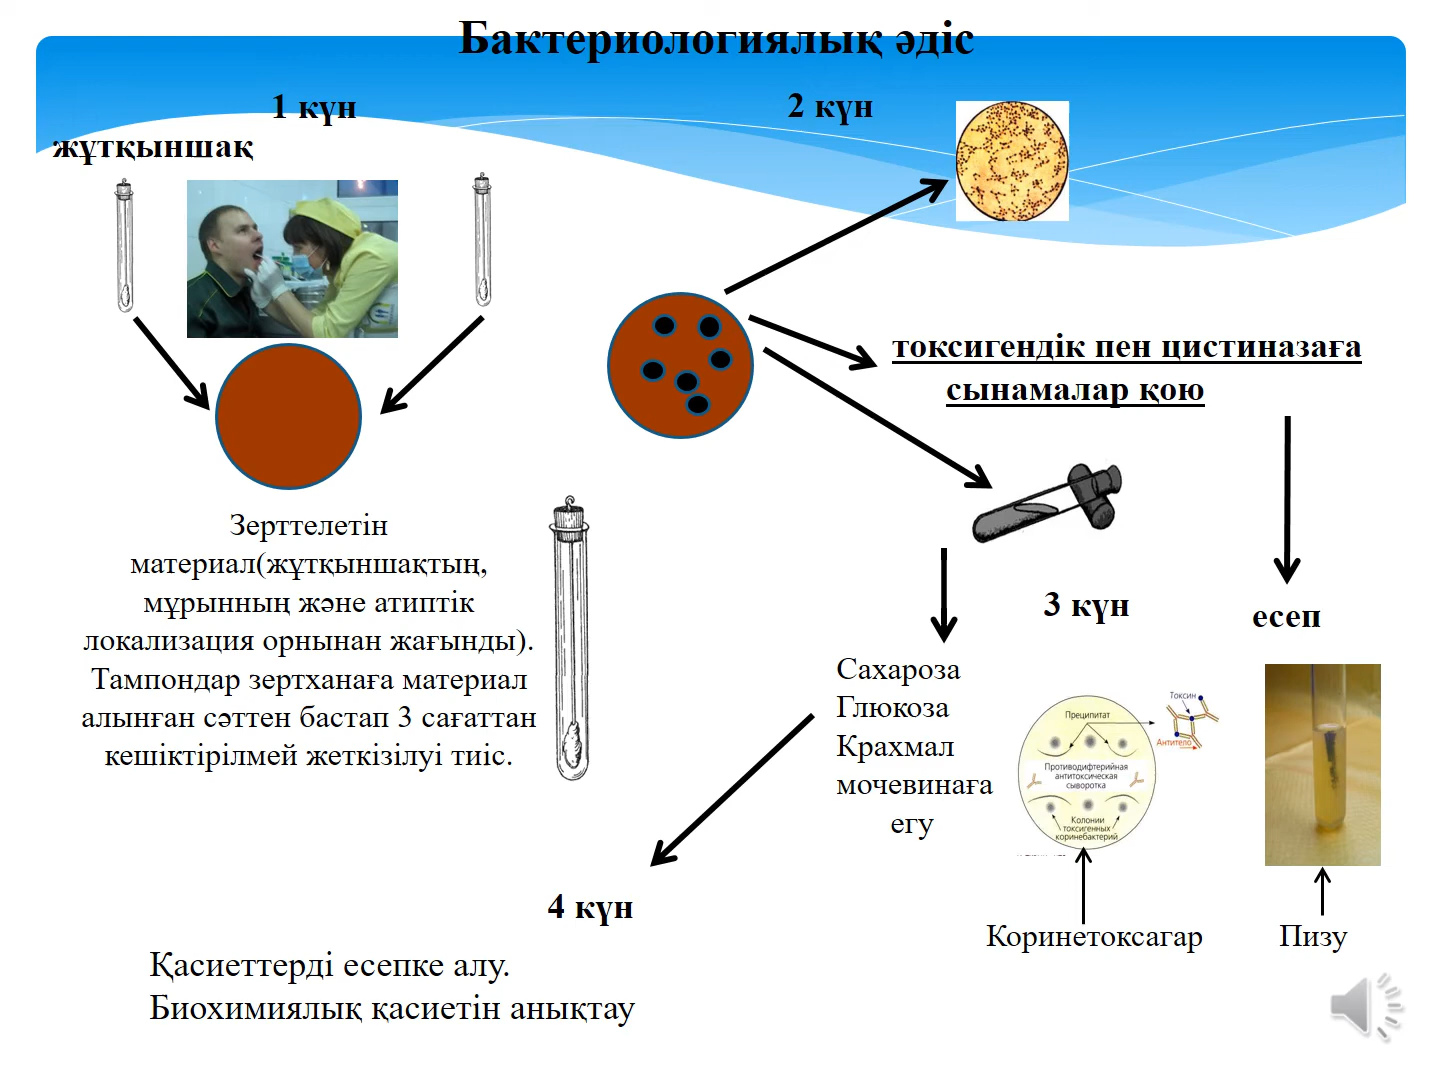 Бактериологиялық әдіс
1 күн
жұтқыншақ
2 күн
токсигендік пен цистиназаға
сынамалар қою
Зерттелетін
материал(жұтқыншақтың,
мұрынның және атиптік
локализация орнынан жағынды).
Тампондар зертханаға материал
алынған сәттен бастап 3 сағаттан
кешіктірілмей жеткізілуі тиіс.
3 күн
есеп
Сахароза
Глюкоза
Крахмал
мочевинаға
егу
Преципитат
Токсин
Антитело
Противодифтерийная
антитоксическая
сыворотка
Колонии
токсигенных
коринебактерий
Коринетоксагар
Пизу
4 күн
Қасиеттерді есепке алу.
Биохимиялық қасиетін анықтау